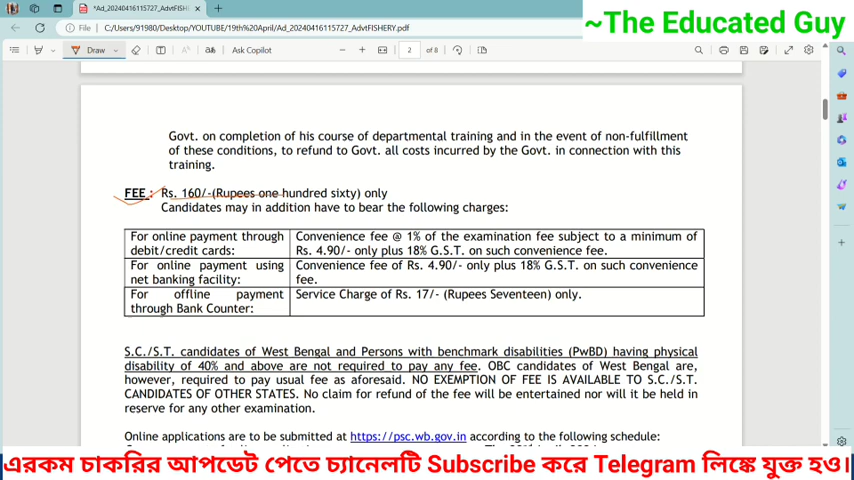 *Ad_20240416115727_AdvtFISHERY.
~The Educated Guy
File
C:/Users/91980/Desktop/YOUTUBE/19th%20April/Ad_20240416115727_AdvtFISHERY.pdf
Draw
Ask Copilot
2 of 8
Govt. on completion of his course of departmental training and in the event of non-fulfillment
of these conditions, to refund to Govt. all costs incurred by the Govt. in connection with this
training.
FEE : Rs. 160/-(Rupees one hundred sixty) only
Candidates may in addition have to bear the following charges:
For online payment through debit/credit cards:
Convenience fee @ 1% of the examination fee subject to a minimum of
Rs. 4.90/- only plus 18% G.S.T. on such convenience fee.
For online payment using net banking facility:
Convenience fee of Rs. 4.90/- only plus 18% G.S.T. on such convenience
fee.
For offline payment through Bank Counter:
Service Charge of Rs. 17/- (Rupees Seventeen) only.
S.C./S.T. candidates of West Bengal and Persons with benchmark disabilities (PwBD) having physical
disability of 40% and above are not required to pay any fee. OBC candidates of West Bengal are,
however, required to pay usual fee as aforesaid. NO EXEMPTION OF FEE IS AVAILABLE TO S.C./S.T.
CANDIDATES OF OTHER STATES. No claim for refund of the fee will be entertained nor will it be held in
reserve for any other examination.
Online applications are to be submitted at https://psc.wb.gov.in according to the following schedule:
এরকম চাকরির আপডেট পেতে চ্যানেলটি Subscribe করে Telegram লিঙ্কে যুক্ত হও।